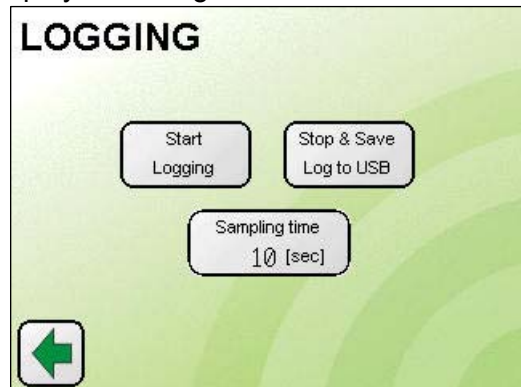 LOGGING
Start
Logging
Stop & Save
Log to USB
Sampling time
10 [sec]